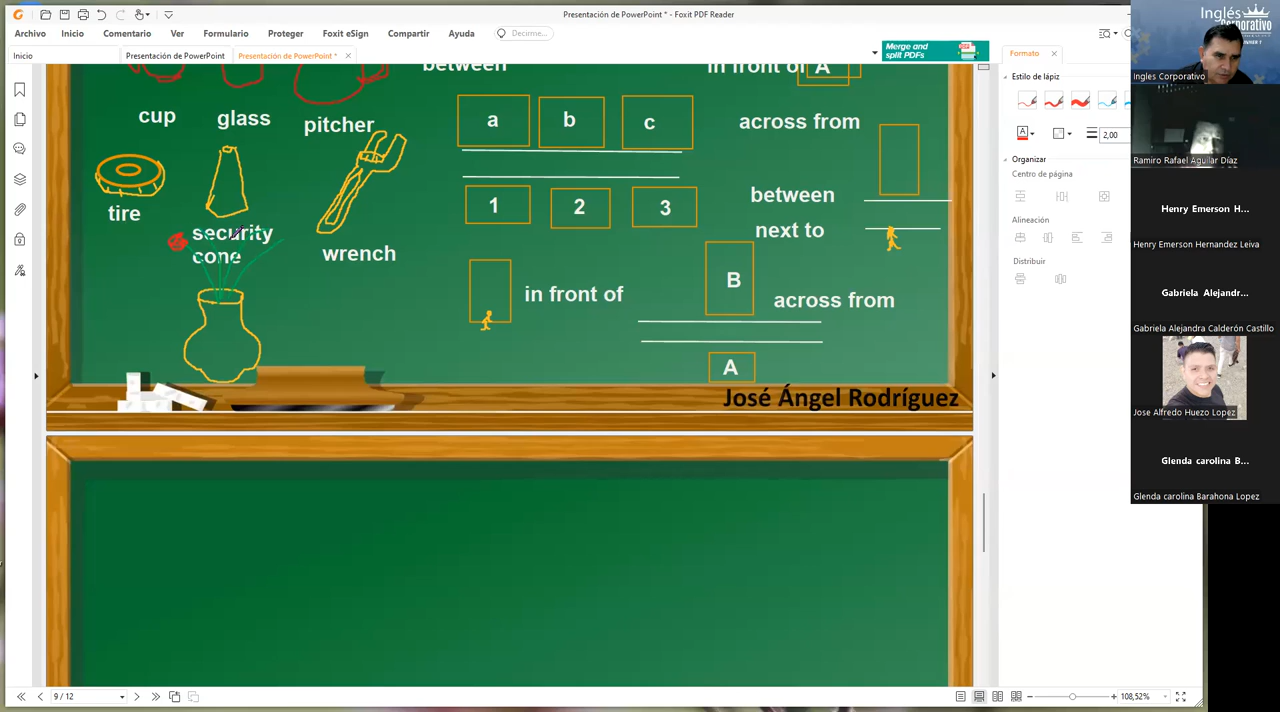 Presentación de PowerPoint * - Foxit PDF Reader
Archivo Inicio Comentario Ver Formulario Proteger Foxit eSign Compartir Ayuda Decirme...
Inicio Presentación de PowerPoint Presentación de PowerPoint *
Merge and
split PDFs
Formato
Estilo de lápiz
2,00
Organizar
Centro de página
Alineación
Distribuir
between
in front of A
cup glass pitcher
a b c
across from
tire
security
cone
wrench
1 2 3
between
next to
in front of
B
across from
A
José Ángel Rodríguez
9 / 12
108,52%
Inglés
Corporativo
Ingles Corporativo
Ramiro Rafael Aguilar Díaz
Henry Emerson H...
Henry Emerson Hernandez Leiva
Gabriela Alejandr...
Gabriela Alejandra Calderón Castillo
Jose Alfredo Huezo Lopez
Glenda carolina B...
Glenda carolina Barahona Lopez